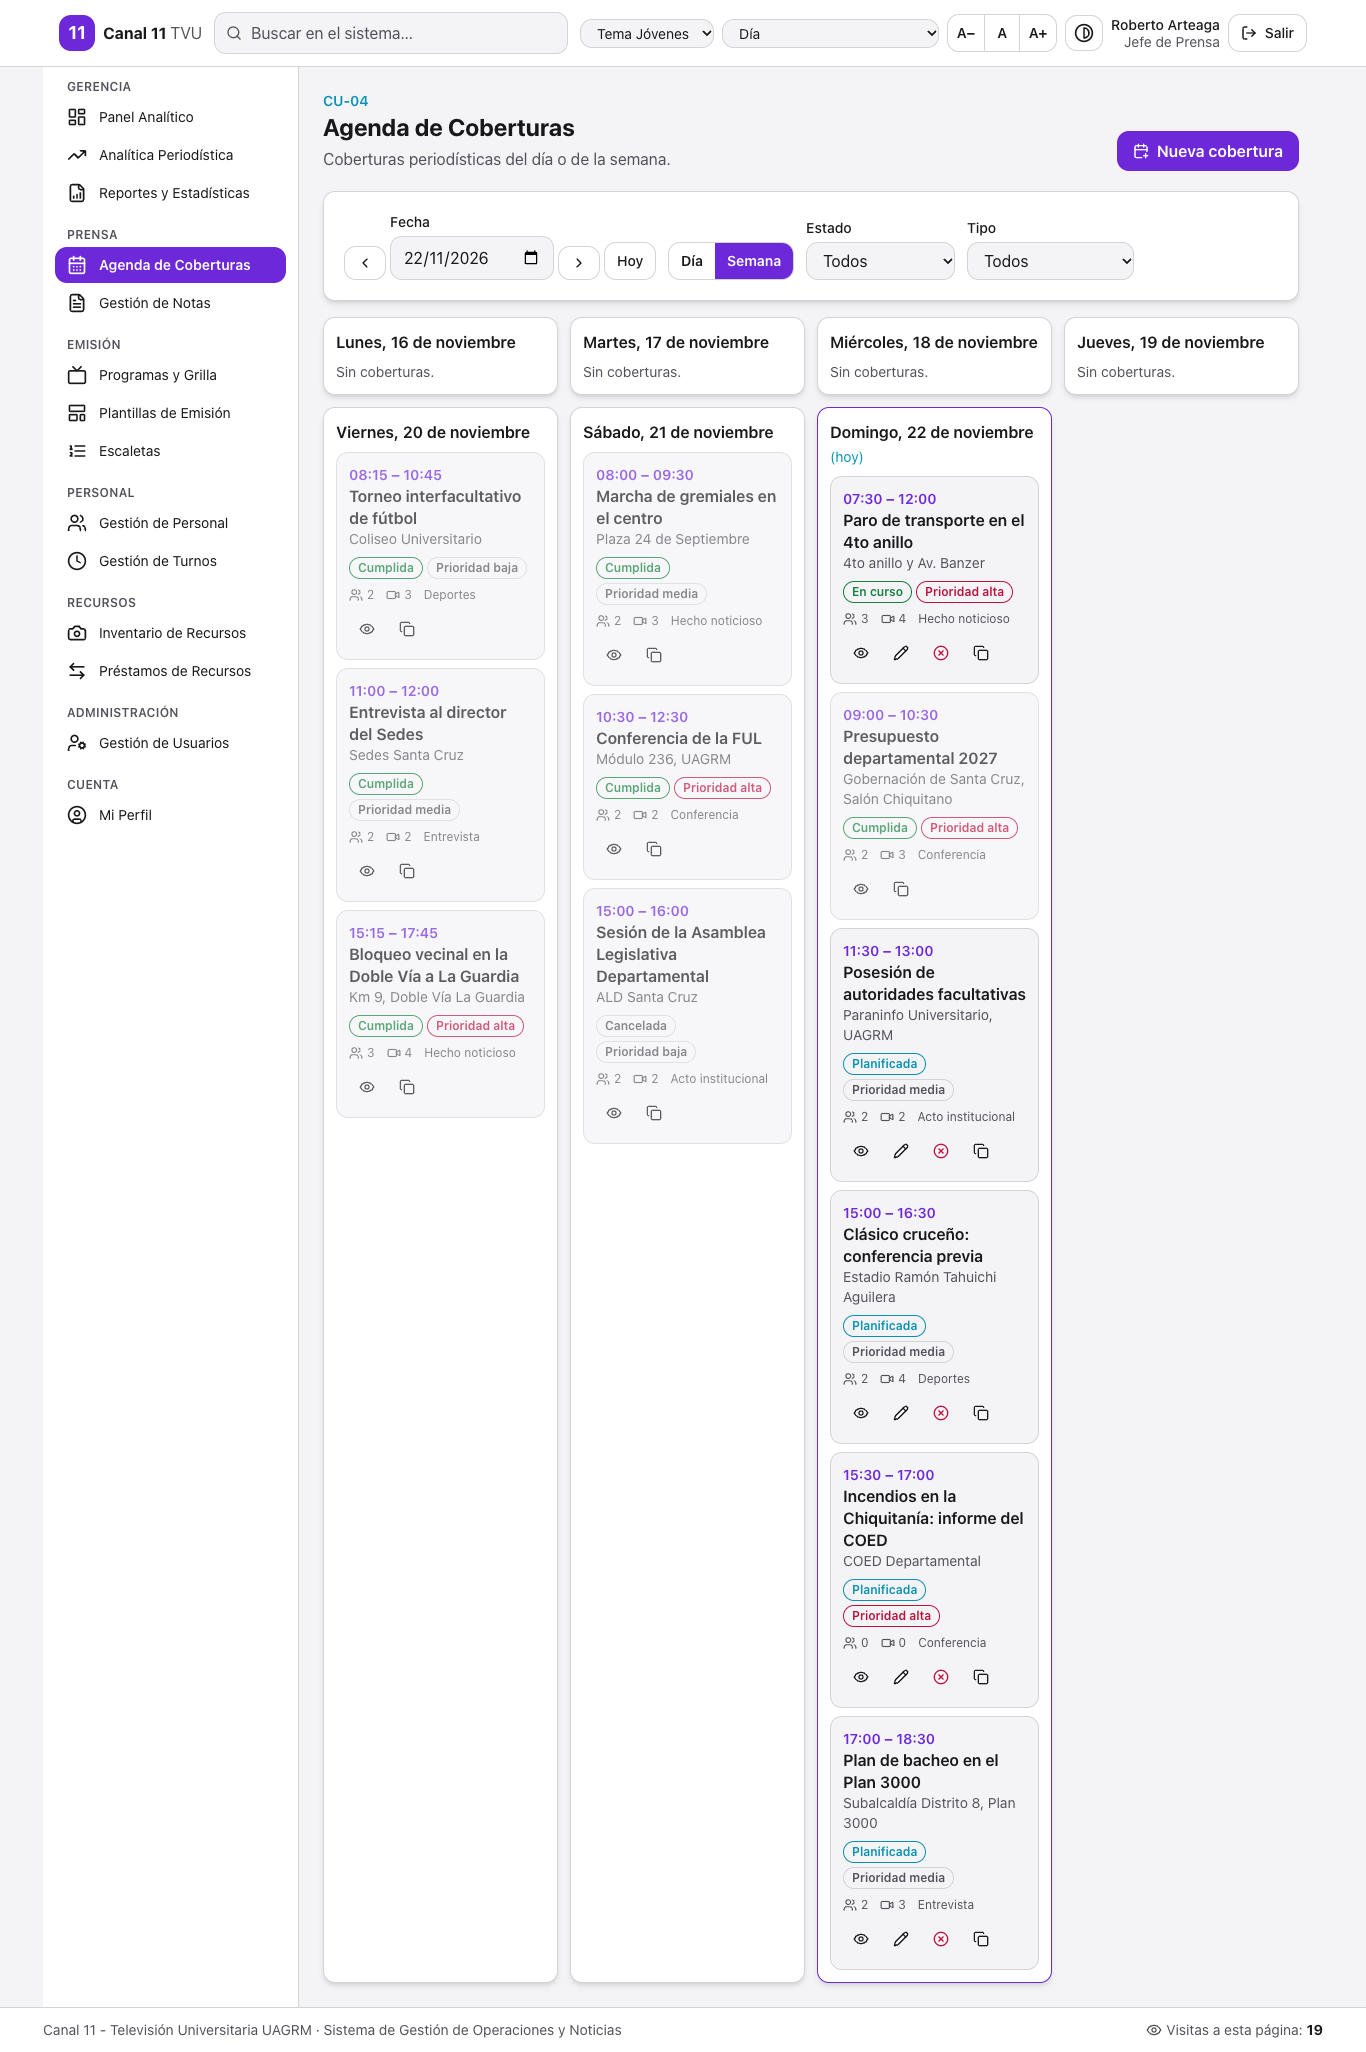 11 Canal 11 TVU
Buscar en el sistema...
Tema Jóvenes
Día
A−
A
A+
Roberto Arteaga
Jefe de Prensa
Salir
GERENCIA
Panel Analítico
Analítica Periodística
Reportes y Estadísticas
PRENSA
Agenda de Coberturas
Gestión de Notas
EMISIÓN
Programas y Grilla
Plantillas de Emisión
Escaletas
PERSONAL
Gestión de Personal
Gestión de Turnos
RECURSOS
Inventario de Recursos
Préstamos de Recursos
ADMINISTRACIÓN
Gestión de Usuarios
CUENTA
Mi Perfil
CU-04
Agenda de Coberturas
Coberturas periodísticas del día o de la semana.
Nueva cobertura
Fecha
22/11/2026
Hoy
Día
Semana
Estado
Todos
Tipo
Todos
Lunes, 16 de noviembre
Sin coberturas.
Martes, 17 de noviembre
Sin coberturas.
Miércoles, 18 de noviembre
Sin coberturas.
Jueves, 19 de noviembre
Sin coberturas.
Viernes, 20 de noviembre
08:15 – 10:45
Torneo interfacultativo
de fútbol
Coliseo Universitario
Cumplida Prioridad baja
2 3 Deportes
11:00 – 12:00
Entrevista al director
del Sedes
Sedes Santa Cruz
Cumplida
Prioridad media
2 2 Entrevista
15:15 – 17:45
Bloqueo vecinal en la
Doble Vía a La Guardia
Km 9, Doble Vía La Guardia
Cumplida Prioridad alta
3 4 Hecho noticioso
Sábado, 21 de noviembre
08:00 – 09:30
Marcha de gremiales en
el centro
Plaza 24 de Septiembre
Cumplida
Prioridad media
2 3 Hecho noticioso
10:30 – 12:30
Conferencia de la FUL
Módulo 236, UAGRM
Cumplida Prioridad alta
2 2 Conferencia
15:00 – 16:00
Sesión de la Asamblea
Legislativa
Departamental
ALD Santa Cruz
Cancelada
Prioridad baja
2 2 Acto institucional
Domingo, 22 de noviembre
(hoy)
07:30 – 12:00
Paro de transporte en el
4to anillo
4to anillo y Av. Banzer
En curso Prioridad alta
3 4 Hecho noticioso
09:00 – 10:30
Presupuesto
departamental 2027
Gobernación de Santa Cruz,
Salón Chiquitano
Cumplida Prioridad alta
2 3 Conferencia
11:30 – 13:00
Posesión de
autoridades facultativas
Paraninfo Universitario,
UAGRM
Planificada
Prioridad media
2 2 Acto institucional
15:00 – 16:30
Clásico cruceño:
conferencia previa
Estadio Ramón Tahuichi
Aguilera
Planificada
Prioridad media
2 4 Deportes
15:30 – 17:00
Incendios en la
Chiquitanía: informe del
COED
COED Departamental
Planificada
Prioridad alta
0 0 Conferencia
17:00 – 18:30
Plan de bacheo en el
Plan 3000
Subalcaldía Distrito 8, Plan
3000
Planificada
Prioridad media
2 3 Entrevista
Canal 11 - Televisión Universitaria UAGRM · Sistema de Gestión de Operaciones y Noticias
Visitas a esta página: 19